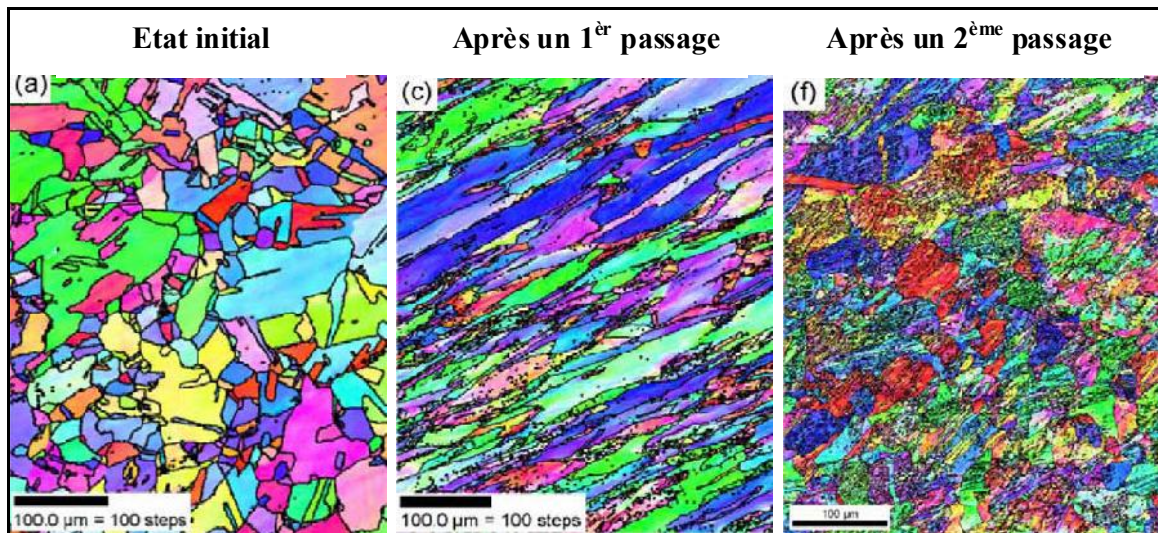 Etat initial
Après un 1èr passage
Après un 2ème passage
(a)
(c)
(f)
100.0 µm = 100 steps
100.0 µm = 100 steps
100 µm